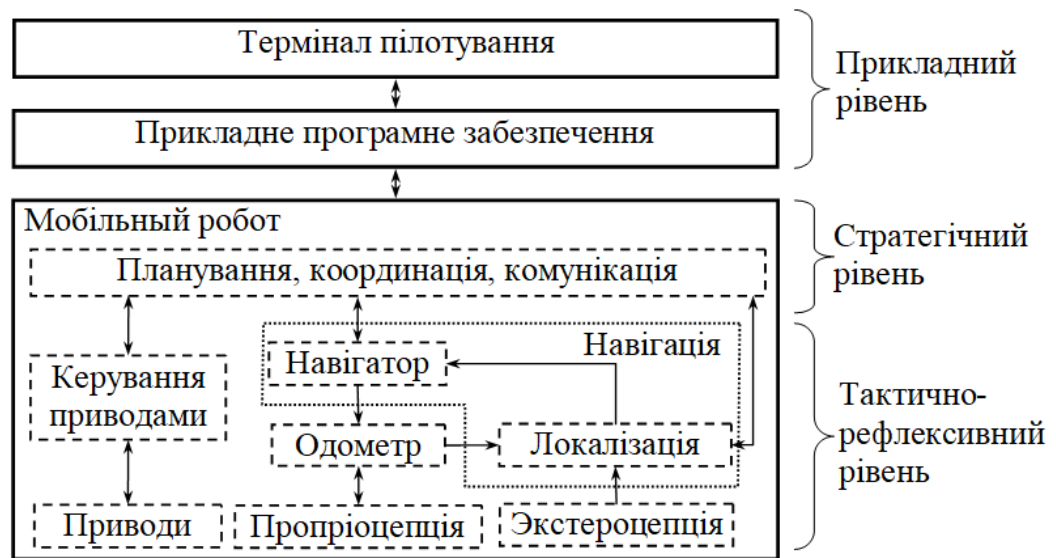 Термінал пілотування
Прикладне програмне забезпечення
Прикладний
рівень
Мобільный робот
Планування, координація, комунікація
Стратегічний
рівень
Навігація
Навігатор
Керування
приводами
Одометр
Локалізація
Тактично-
рефлексивний
рівень
Приводи
Пропріоцепція
Экстероцепція